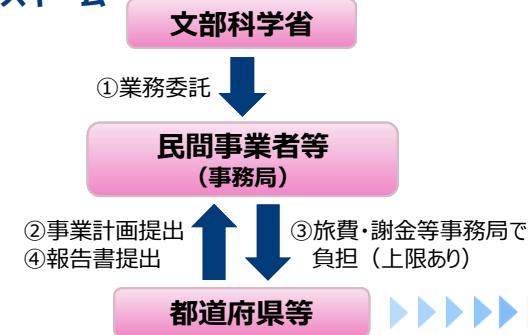 文部科学省
①業務委託
民間事業者等
（事務局）
②事業計画提出
④報告書提出
③旅費・謝金等事務局で
負担（上限あり）
都道府県等